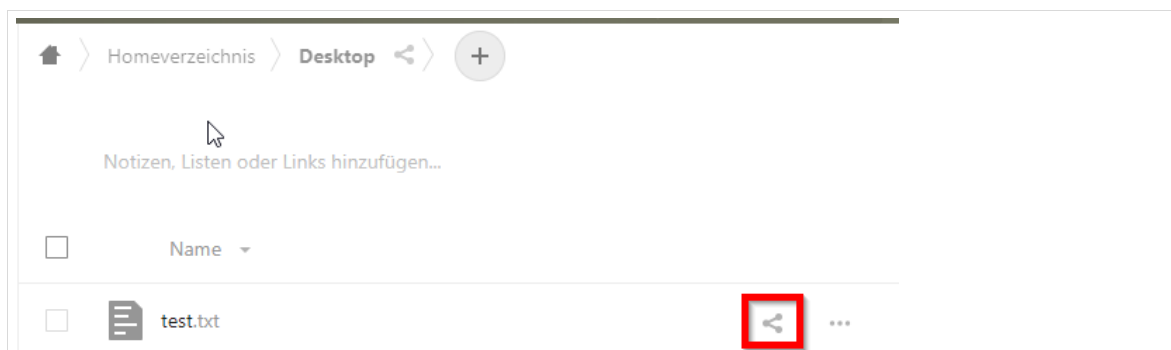 Homeverzeichnis Desktop
Notizen, Listen oder Links hinzufügen...
Name
test.txt